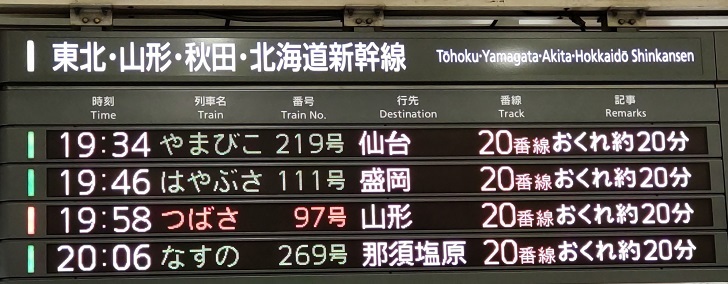 東北・山形・秋田・北海道新幹線 Tōhoku·Yamagata·Akita·Hokkaidō Shinkansen
時刻 列車名 番号 行先 番線 記事
Time Train Train No. Destination Track Remarks
19:34 やまびこ 219号 仙台 20番線 おくれ約20分
19:46 はやぶさ 111号 盛岡 20番線 おくれ約20分
19:58 つばさ 97号 山形 20番線 おくれ約20分
20:06 なすの 269号 那須塩原 20番線 おくれ約20分